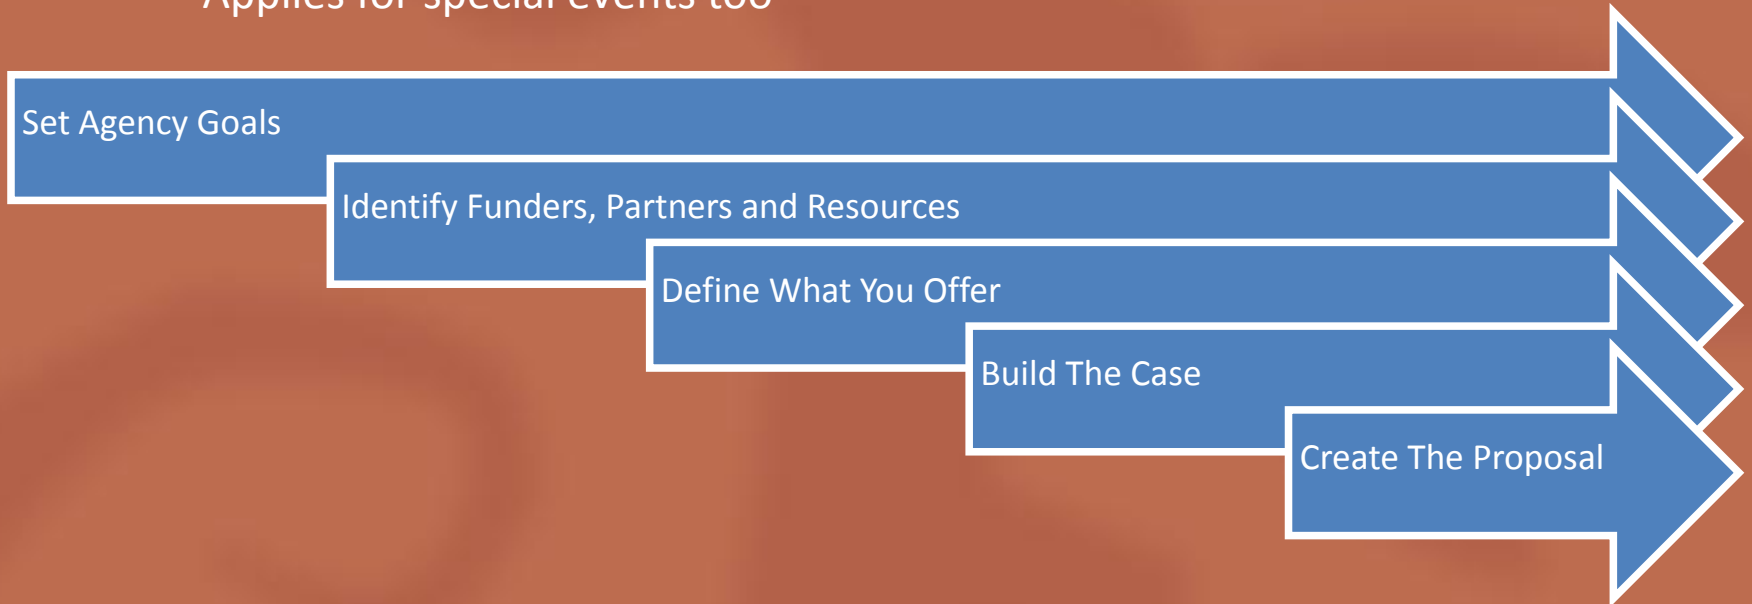 Applies for special events too
Set Agency Goals
Identify Funders, Partners and Resources
Define What You Offer
Build The Case
Create The Proposal